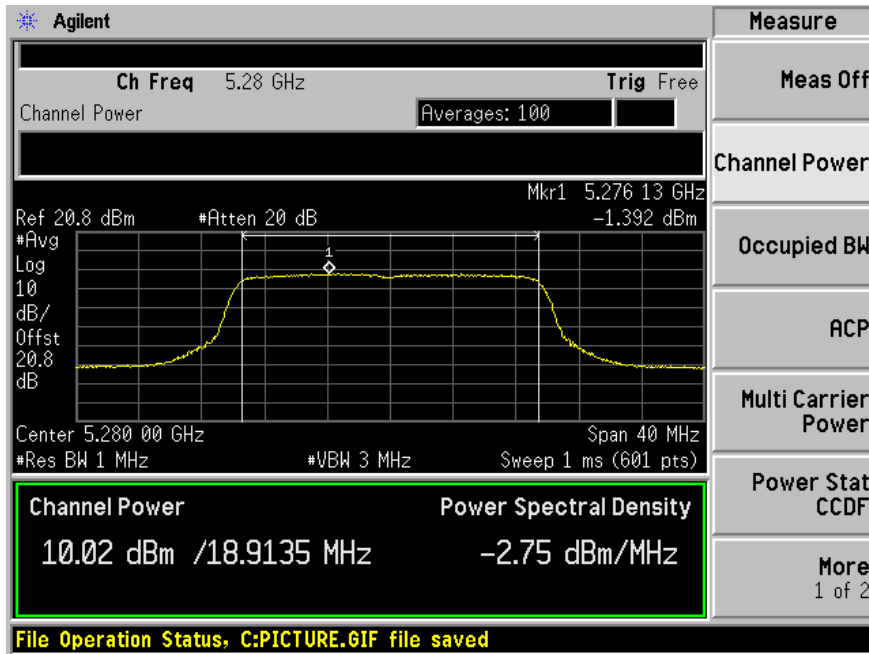 Agilent
Measure
Ch Freq 5.28 GHz Trig Free
Channel Power Averages: 100
Mkr1 5.276 13 GHz
Ref 20.8 dBm #Atten 20 dB -1.392 dBm
#Avg
Log
10
dB/
Offst
20.8
dB
1
Center 5.280 00 GHz Span 40 MHz
#Res BW 1 MHz #VBW 3 MHz Sweep 1 ms (601 pts)
Channel Power Power Spectral Density
10.02 dBm /18.9135 MHz -2.75 dBm/MHz
File Operation Status, C:PICTURE.GIF file saved
Meas Off
Channel Power
Occupied BW
ACP
Multi Carrier
Power
Power Stat
CCDF
More
1 of 2